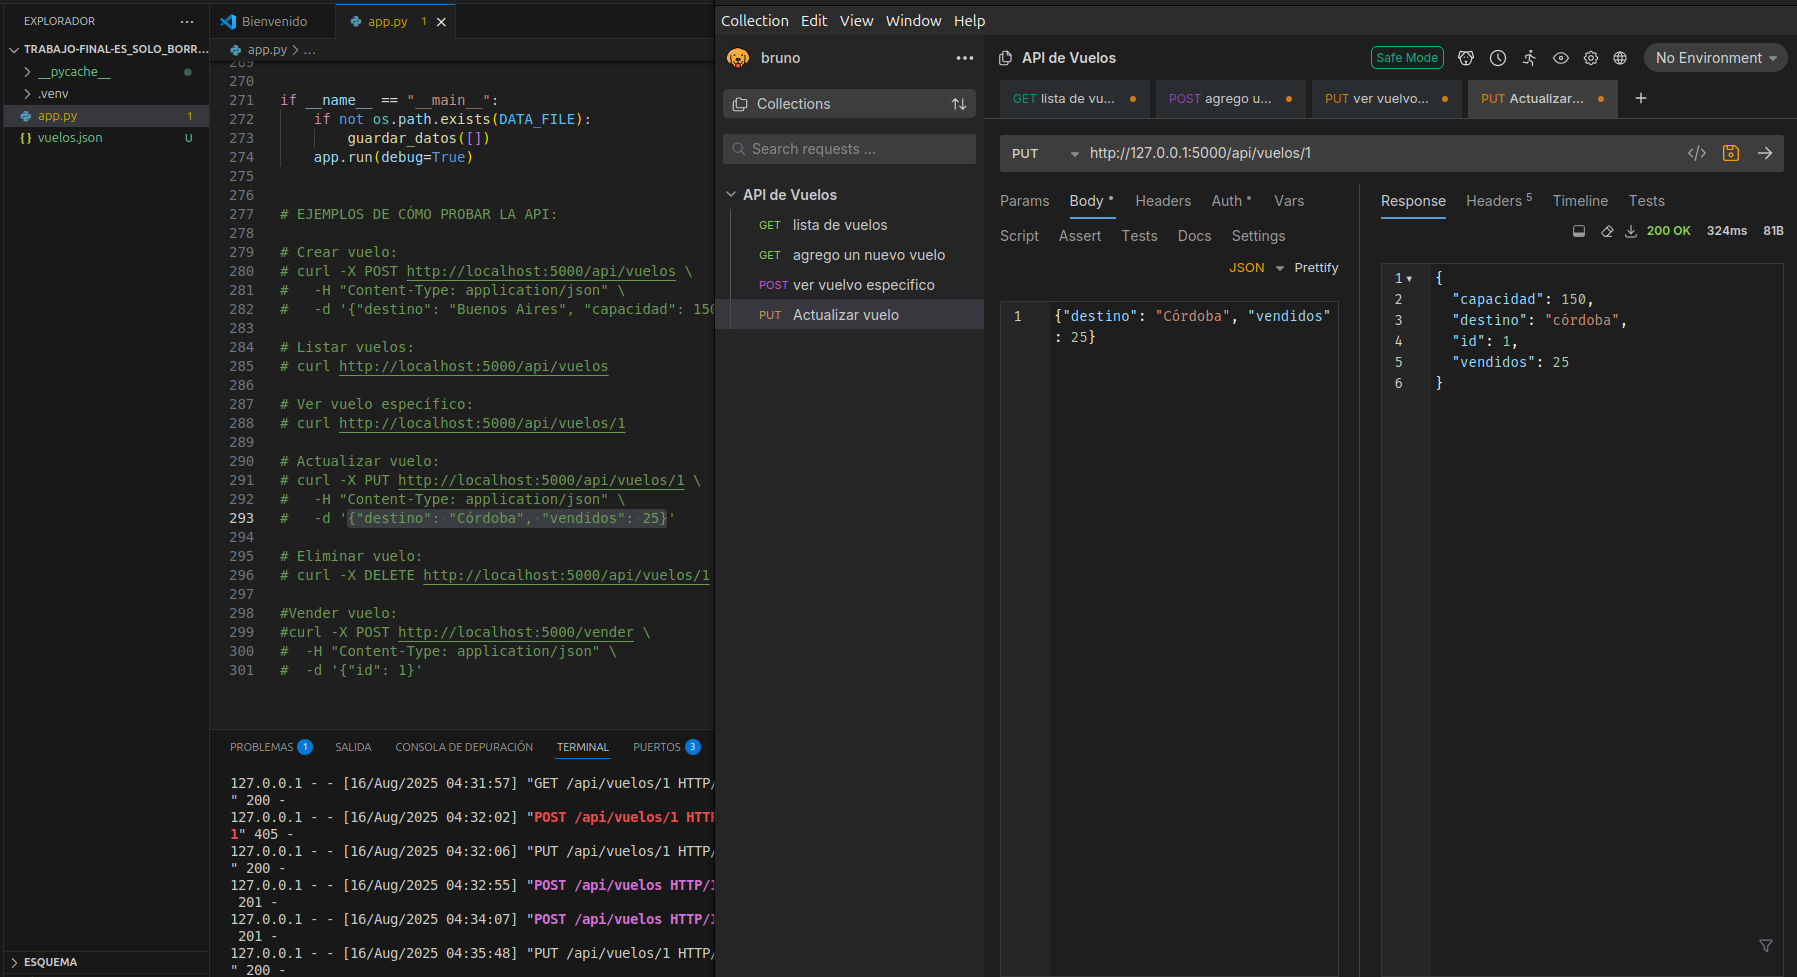 EXPLORADOR
TRABAJO-FINAL-ES_SOLO_BORR...
__pycache__
.venv
app.py 1
vuelos.json U
ESQUEMA
Bienvenido
app.py 1
app.py > ...
269
270
271 if __name__ == "__main__":
272 if not os.path.exists(DATA_FILE):
273 guardar_datos([])
274 app.run(debug=True)
275
276
277 # EJEMPLOS DE CÓMO PROBAR LA API:
278
279 # Crear vuelo:
280 # curl -X POST http://localhost:5000/api/vuelos \
281 # -H "Content-Type: application/json" \
282 # -d '{"destino": "Buenos Aires", "capacidad": 150
283
284 # Listar vuelos:
285 # curl http://localhost:5000/api/vuelos
286
287 # Ver vuelo específico:
288 # curl http://localhost:5000/api/vuelos/1
289
290 # Actualizar vuelo:
291 # curl -X PUT http://localhost:5000/api/vuelos/1 \
292 # -H "Content-Type: application/json" \
293 # -d '{"destino": "Córdoba", "vendidos": 25}'
294
295 # Eliminar vuelo:
296 # curl -X DELETE http://localhost:5000/api/vuelos/1
297
298 #Vender vuelo:
299 #curl -X POST http://localhost:5000/vender \
300 # -H "Content-Type: application/json" \
301 # -d '{"id": 1}'
PROBLEMAS 1 SALIDA CONSOLA DE DEPURACIÓN TERMINAL PUERTOS 3
127.0.0.1 - - [16/Aug/2025 04:31:57] "GET /api/vuelos/1 HTTP/
" 200 -
127.0.0.1 - - [16/Aug/2025 04:32:02] "POST /api/vuelos/1 HTTP
1" 405 -
127.0.0.1 - - [16/Aug/2025 04:32:06] "PUT /api/vuelos/1 HTTP/
" 200 -
127.0.0.1 - - [16/Aug/2025 04:32:55] "POST /api/vuelos HTTP/1
201 -
127.0.0.1 - - [16/Aug/2025 04:34:07] "POST /api/vuelos HTTP/1
201 -
127.0.0.1 - - [16/Aug/2025 04:35:48] "PUT /api/vuelos/1 HTTP/
" 200 -
Collection Edit View Window Help
bruno
Collections
Search requests ...
API de Vuelos
GET lista de vuelos
GET agrego un nuevo vuelo
POST ver vuelvo especifico
PUT Actualizar vuelo
API de Vuelos
Safe Mode
No Environment
GET lista de vu...
POST agrego u...
PUT ver vuelvo...
PUT Actualizar...
PUT http://127.0.0.1:5000/api/vuelos/1
Params Body Headers Auth Vars
Script Assert Tests Docs Settings
JSON Prettify
1 {"destino": "Córdoba", "vendidos"
: 25}
Response Headers 5 Timeline Tests
200 OK 324ms 81B
1 {
2 "capacidad": 150,
3 "destino": "córdoba",
4 "id": 1,
5 "vendidos": 25
6 }